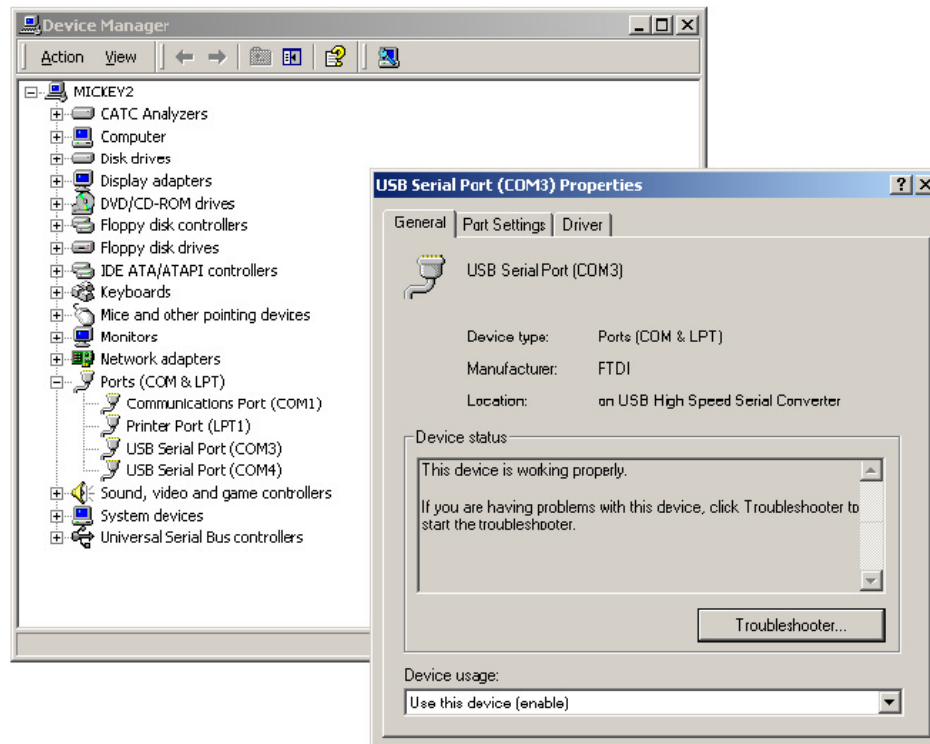 Device Manager
Action View
MICKEY2
CATC Analyzers
Computer
Disk drives
Display adapters
DVD/CD-ROM drives
Floppy disk controllers
Floppy disk drives
IDE ATA/ATAPI controllers
Keyboards
Mice and other pointing devices
Monitors
Network adapters
Ports (COM & LPT)
Communications Port (COM1)
Printer Port (LPT1)
USB Serial Port (COM3)
USB Serial Port (COM4)
Sound, video and game controllers
System devices
Universal Serial Bus controllers
USB Serial Port (COM3) Properties
General Port Settings Driver
USB Serial Port (COM3)
Device type: Ports (COM & LPT)
Manufacturer: FTDI
Location: on USB High Speed Serial Converter
Device status
This device is working properly.
If you are having problems with this device, click Troubleshooter to
start the troubleshooter.
Troubleshooter...
Device usage:
Use this device (enable)